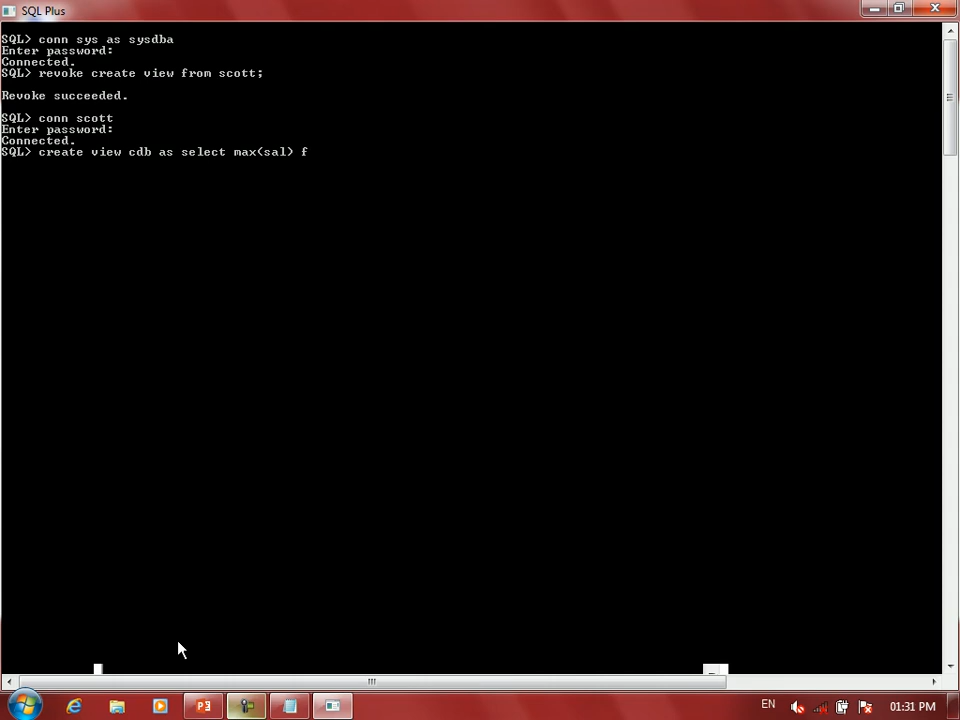 SQL Plus
SQL> conn sys as sysdba
Enter password:
Connected.
SQL> revoke create view from scott;
Revoke succeeded.
SQL> conn scott
Enter password:
Connected.
SQL> create view cdb as select max(sal) f
EN
01:31 PM